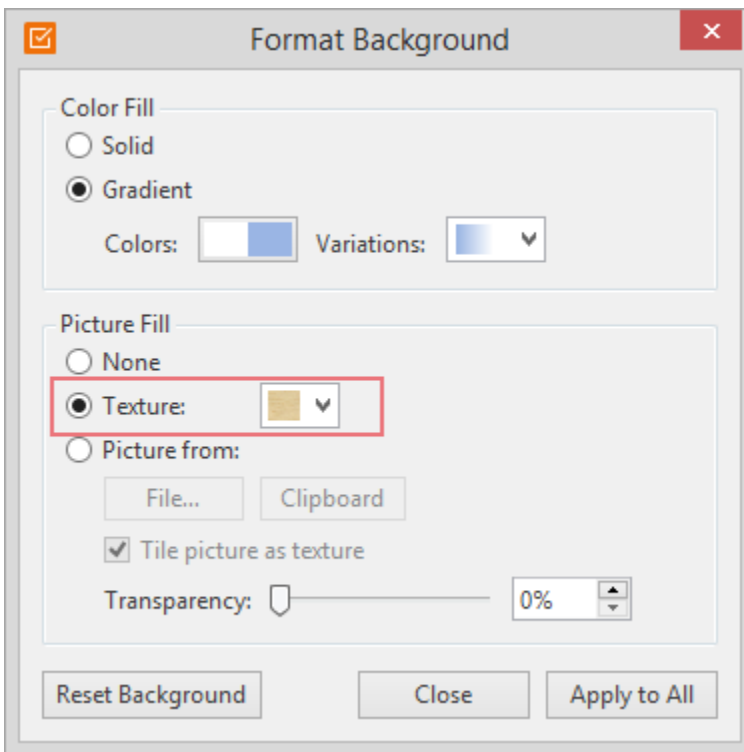 Format Background
Color Fill
Solid
Gradient
Colors: Variations:
Picture Fill
None
Texture:
Picture from:
File... Clipboard
Tile picture as texture
Transparency: 0%
Reset Background Close Apply to All